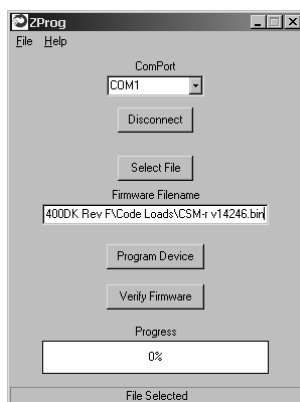 ZProg
File Help
ComPort
COM1
Disconnect
Select File
Firmware Filename
400DK Rev F\Code Loads\CSM-r v14246.bin
Program Device
Verify Firmware
Progress
0%
File Selected